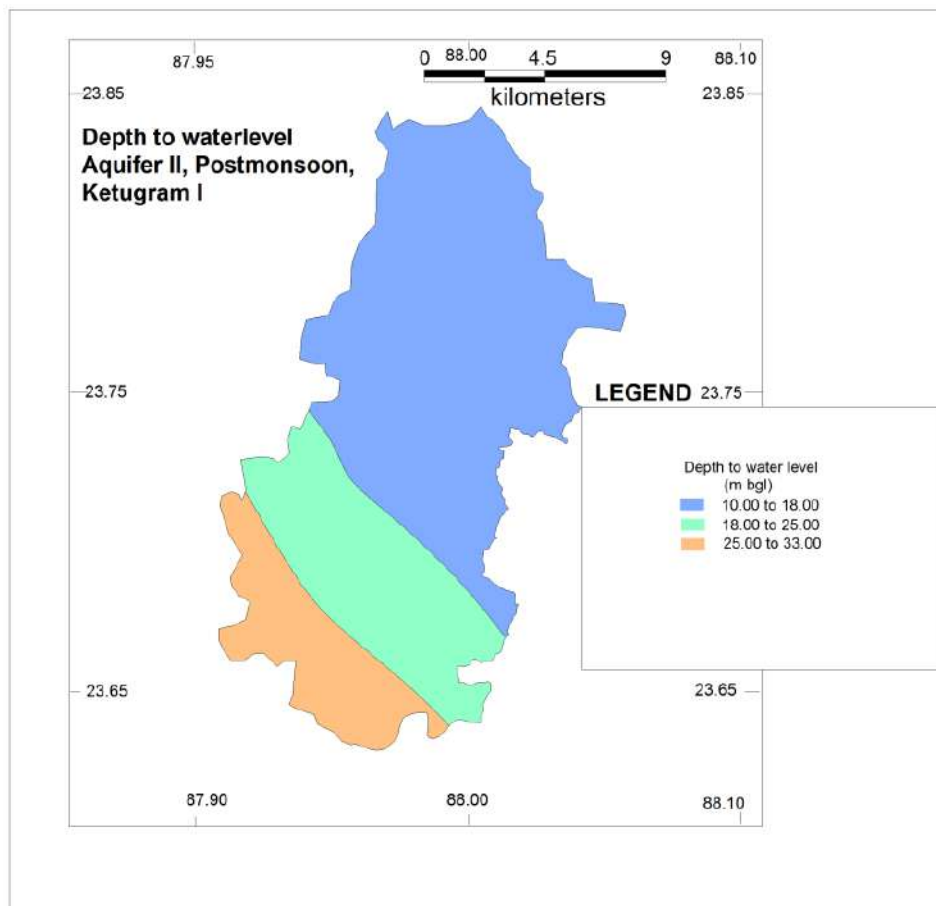 0 88.00 4.5 9
87.95 88.10
kilometers
23.85 23.85
Depth to waterlevel
Aquifer II, Postmonsoon,
Ketugram I
23.75 LEGEND 23.75
Depth to water level
(m bgl)
10.00 to 18.00
18.00 to 25.00
25.00 to 33.00
23.65 23.65
87.90 88.00 88.10